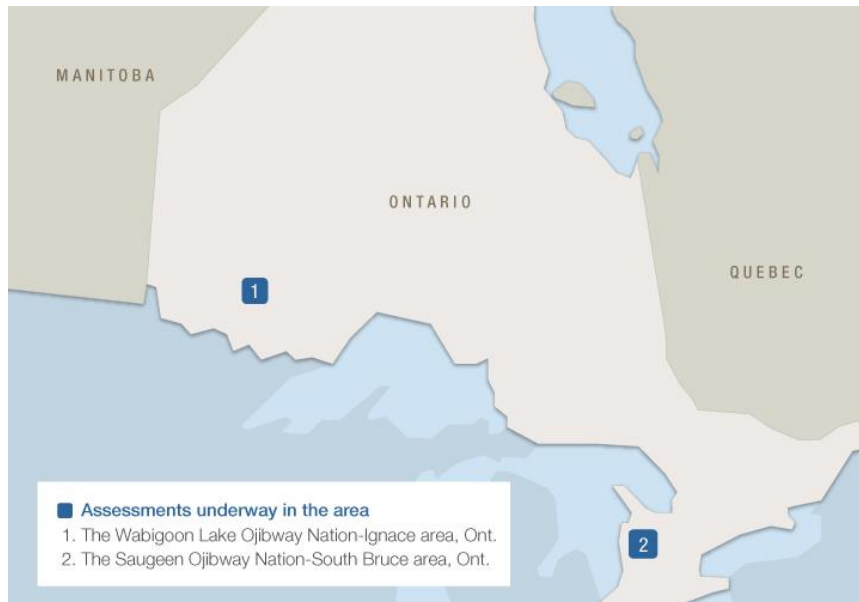 MANITOBA
ONTARIO
QUEBEC
1
2
Assessments underway in the area
1. The Wabigoon Lake Ojibway Nation-Ignace area, Ont.
2. The Saugeen Ojibway Nation-South Bruce area, Ont.